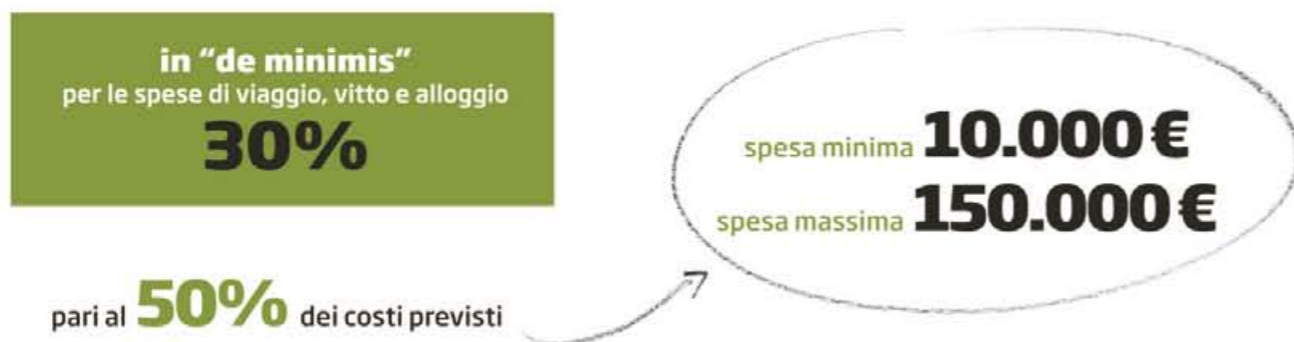 in “de minimis”
per le spese di viaggio, vitto e alloggio
30%
spesa minima 10.000 €
spesa massima 150.000 €
pari al 50% dei costi previsti